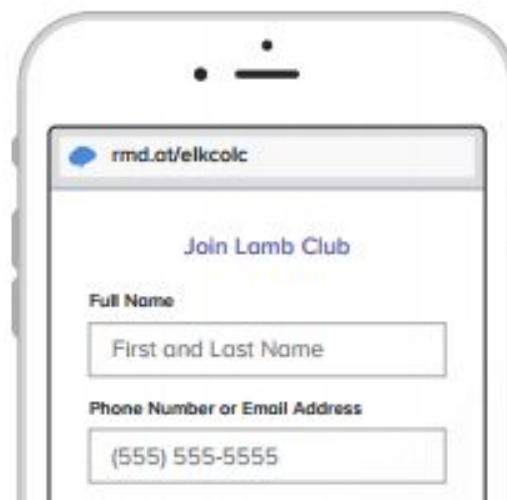 rmd.at/elkcolc
Join Lamb Club
Full Name
First and Last Name
Phone Number or Email Address
(555) 555-5555